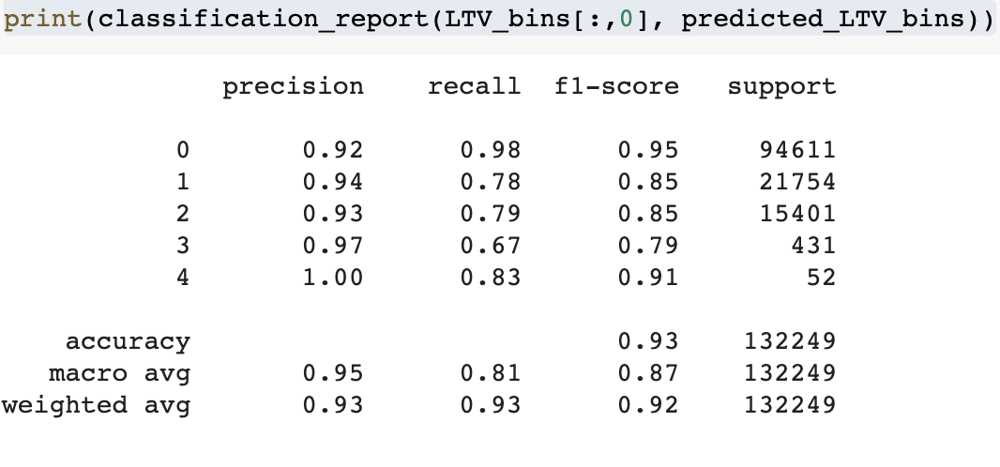 print(classification_report(LTV_bins[:,0], predicted_LTV_bins))
precision recall f1-score support
0 0.92 0.98 0.95 94611
1 0.94 0.78 0.85 21754
2 0.93 0.79 0.85 15401
3 0.97 0.67 0.79 431
4 1.00 0.83 0.91 52
accuracy 0.93 132249
macro avg 0.95 0.81 0.87 132249
weighted avg 0.93 0.93 0.92 132249